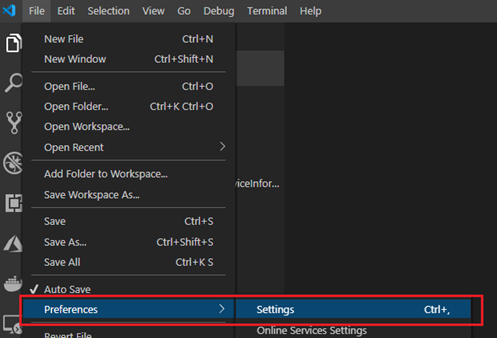 File Edit Selection View Go Debug Terminal Help
New File Ctrl+N
New Window Ctrl+Shift+N
Open File... Ctrl+O
Open Folder... Ctrl+K Ctrl+O
Open Workspace...
Open Recent
Add Folder to Workspace...
viceInfor...
Save Workspace As...
Save Ctrl+S
Save As... Ctrl+Shift+S
Save All Ctrl+K S
Auto Save
Preferences Settings Ctrl+,
Revert File Online Services Settings